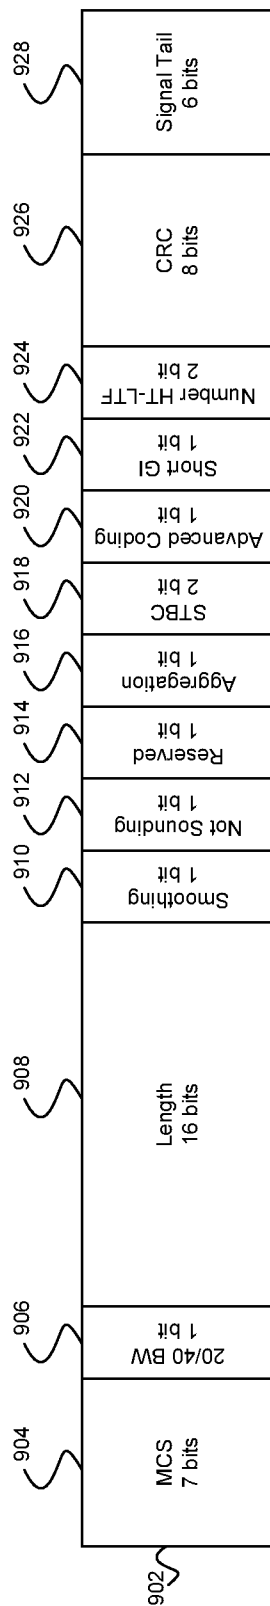 902
904
MCS
7 bits
906
20/40 BW
1 bit
908
Length
16 bits
910
Smoothing
1 bit
912
Not Sounding
1 bit
914
Reserved
1 bit
916
Aggregation
1 bit
918
STBC
2 bit
920
Advanced Coding
1 bit
922
Short GI
1 bit
924
Number HT-LTF
2 bit
926
CRC
8 bits
928
Signal Tail
6 bits